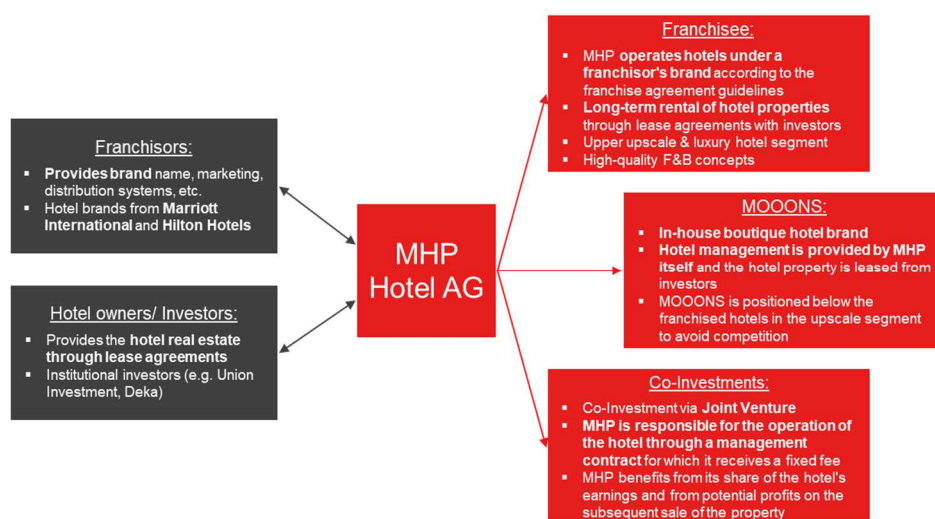 Franchisors:
▪ Provides brand name, marketing,
distribution systems, etc.
▪ Hotel brands from Marriott
International and Hilton Hotels
Hotel owners/ Investors:
▪ Provides the hotel real estate
through lease agreements
▪ Institutional investors (e.g. Union
Investment, Deka)
MHP
Hotel AG
Franchisee:
▪ MHP operates hotels under a
franchisor's brand according to the
franchise agreement guidelines
▪ Long-term rental of hotel properties
through lease agreements with investors
▪ Upper upscale & luxury hotel segment
▪ High-quality F&B concepts
MOOONS:
▪ In-house boutique hotel brand
▪ Hotel management is provided by MHP
itself and the hotel property is leased from
investors
▪ MOOONS is positioned below the
franchised hotels in the upscale segment
to avoid competition
Co-Investments:
▪ Co-Investment via Joint Venture
▪ MHP is responsible for the operation of
the hotel through a management
contract for which it receives a fixed fee
▪ MHP benefits from its share of the hotel's
earnings and from potential profits on the
subsequent sale of the property